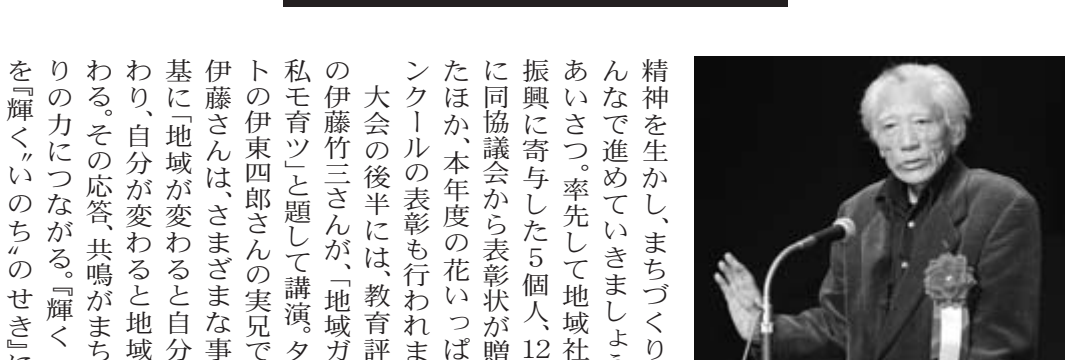 精神を生かし、まちづくり
んなで進めていきましょ
あいさつ。率先して地域社
振興に寄与した5個人、12
に同協議会から表彰状が贈
たほか、本年度の花いっぱ
ンクールの表彰も行われま
大会の後半には、教育評
の伊藤竹三さんが、「地域ガ
私モ育ツ」と題して講演。タ
トの伊東四郎さんの実兄で
伊藤さんは、さまざまな事
基に「地域が変わると自分
わり、自分が変わると地域
わる。その応答、共鳴がまち
りの力につながる。『輝く
を『輝く〝いのち〟のせき』に